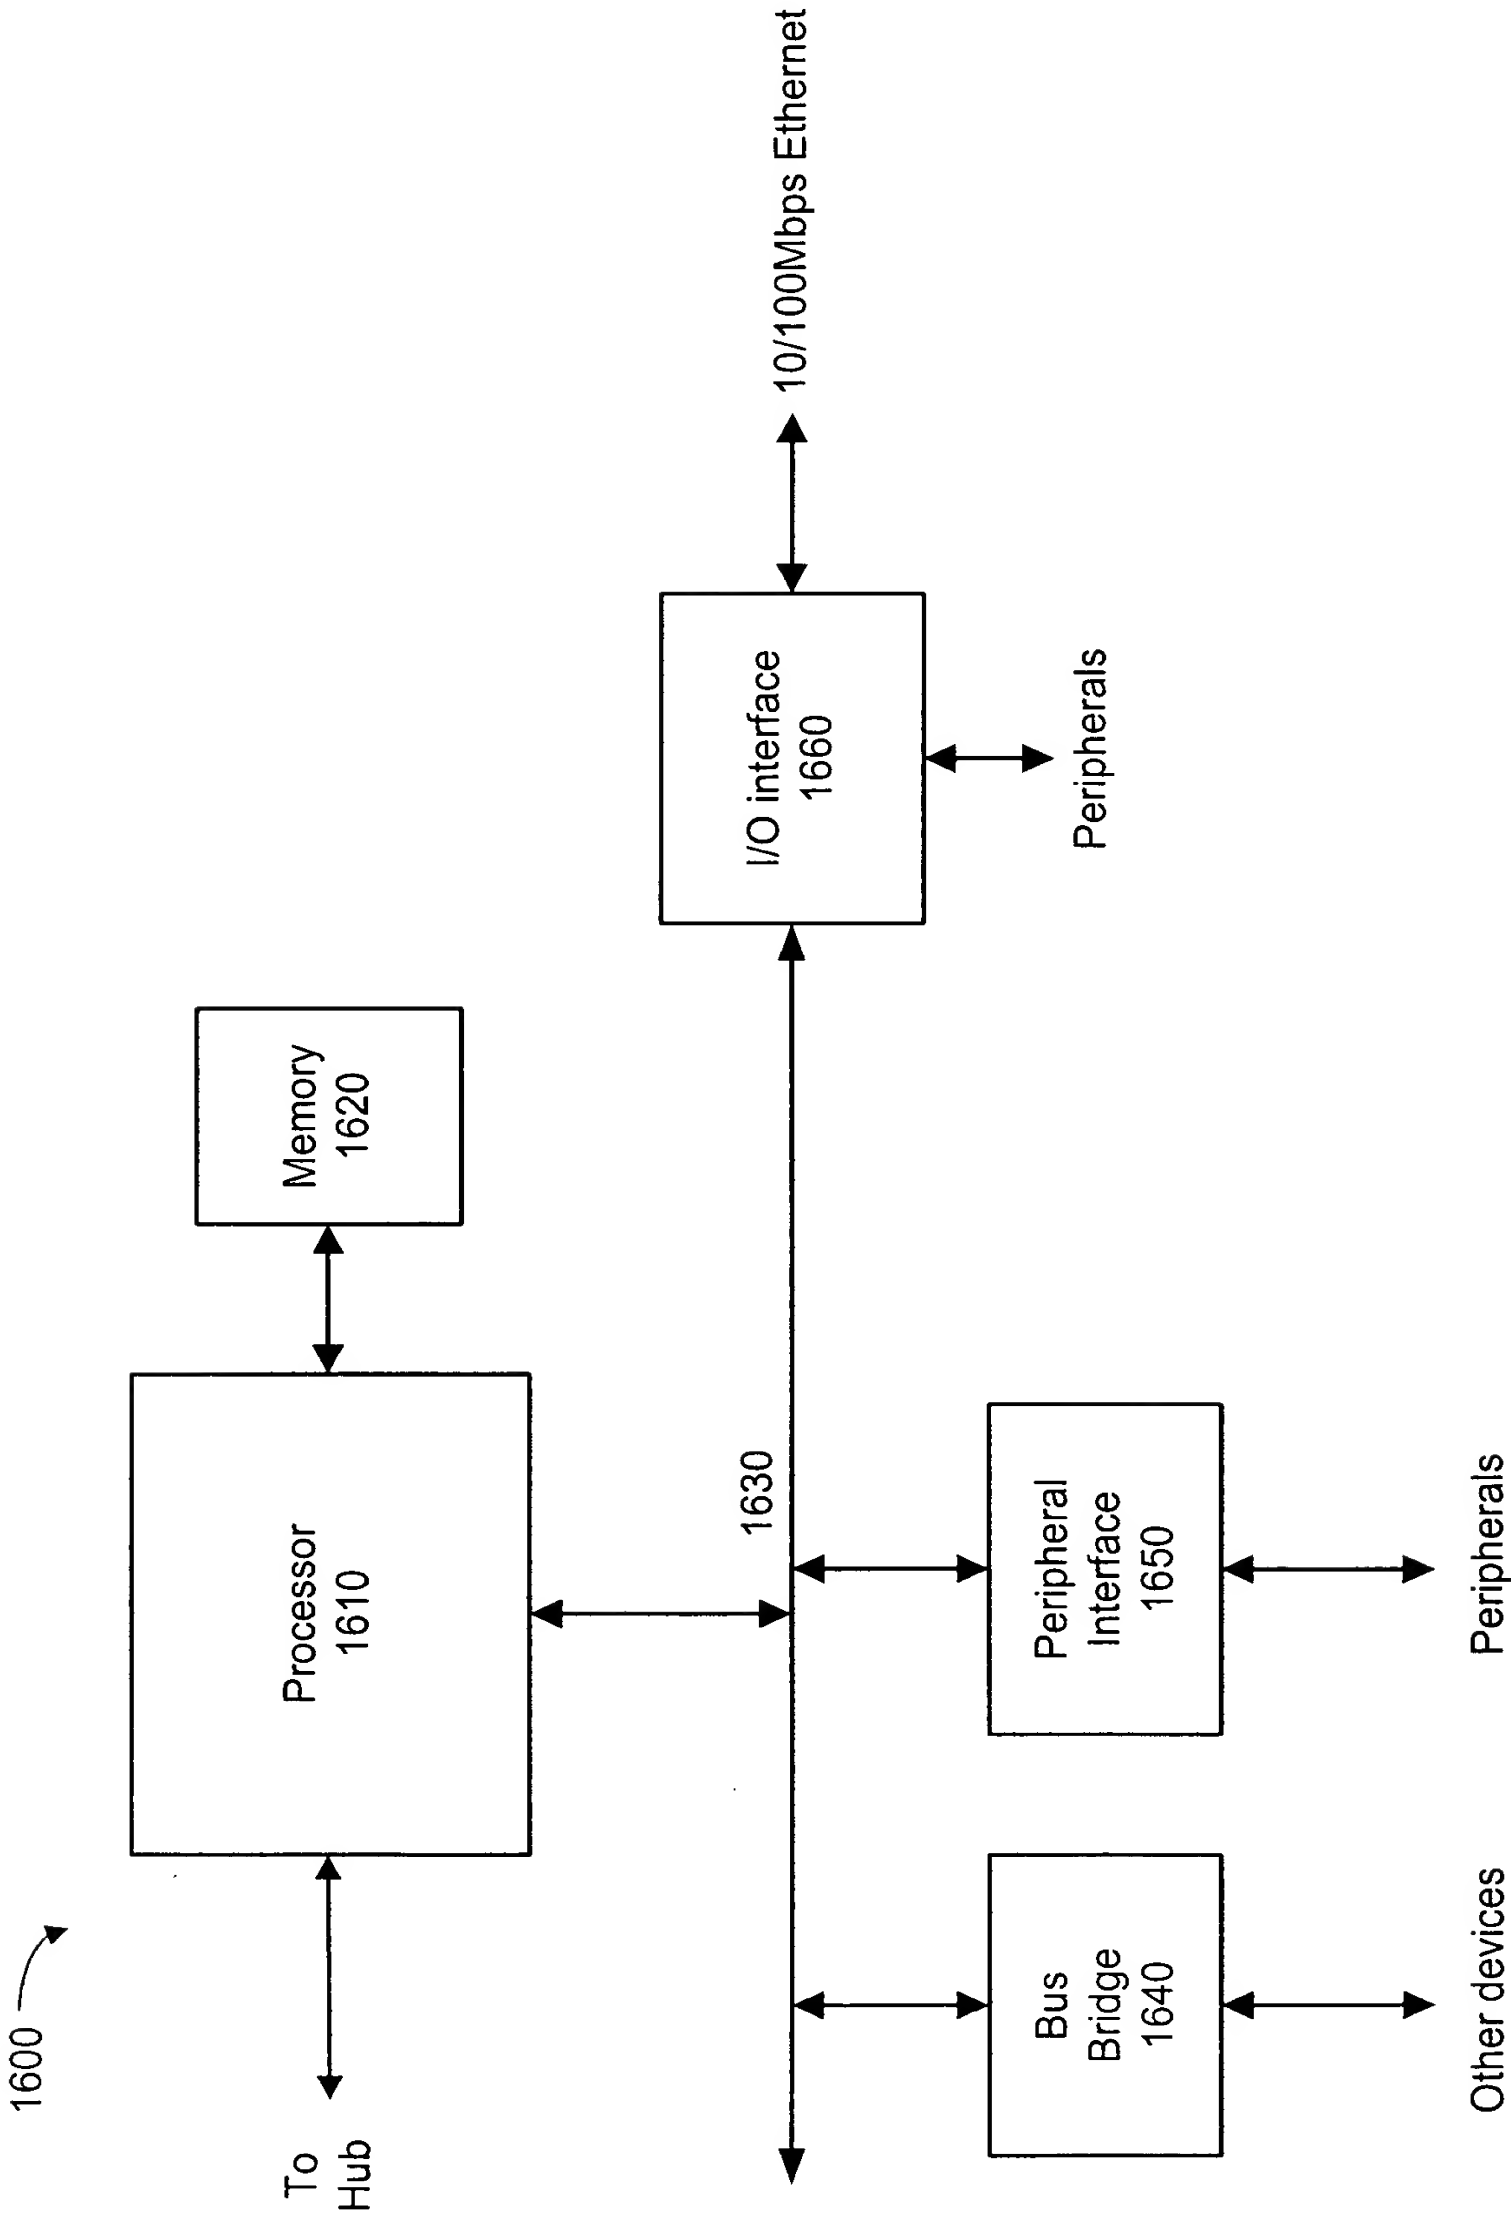 1600
To
Hub
Processor
1610
Memory
1620
1630
I/O interface
1660
10/100Mbps Ethernet
Peripherals
Bus
Bridge
1640
Peripheral
Interface
1650
Other devices
Peripherals